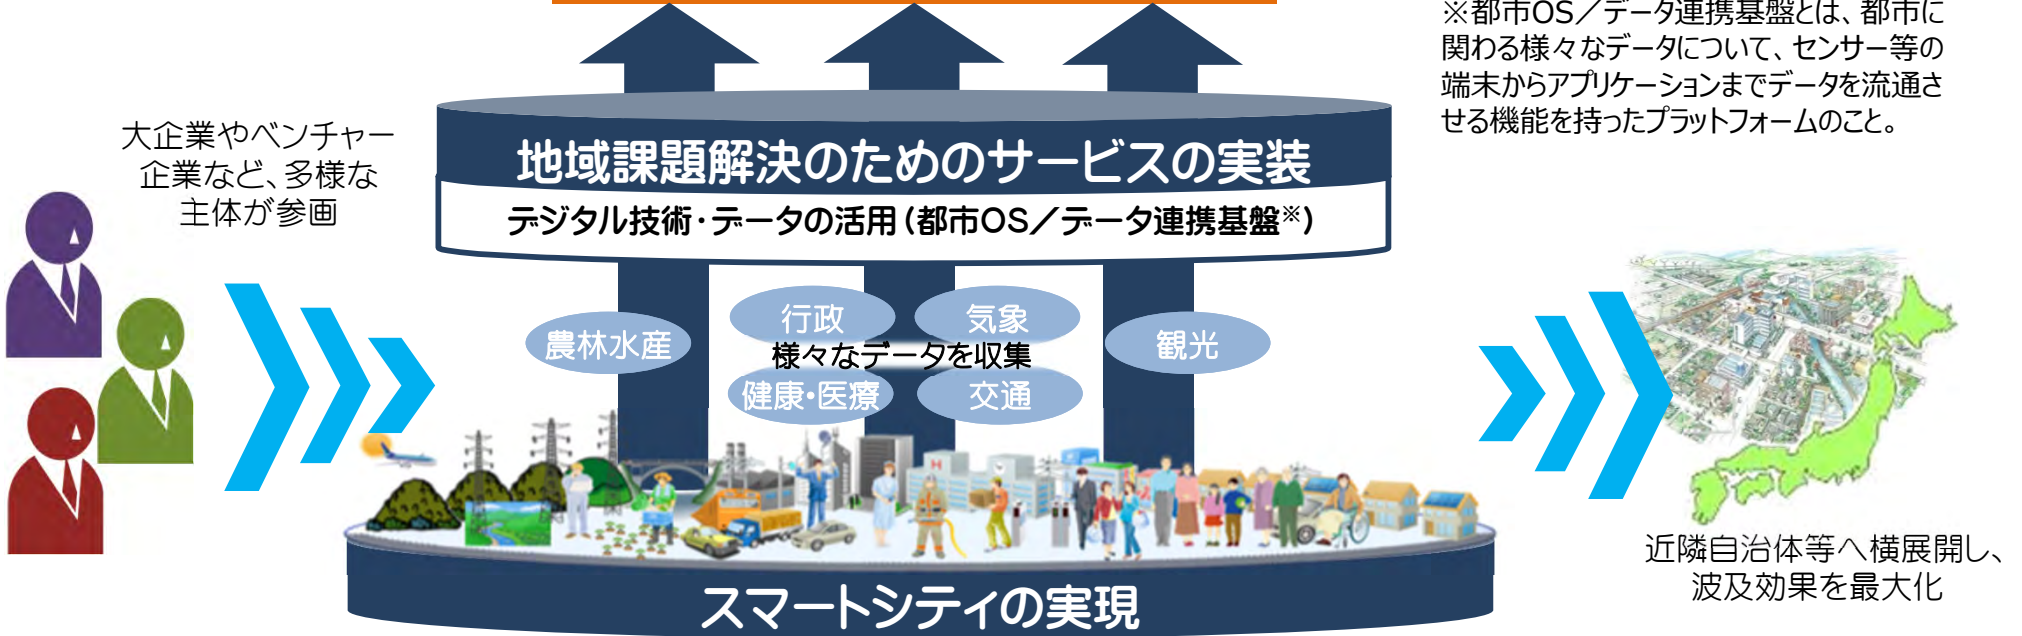 ※都市OS／データ連携基盤とは、都市に
関わる様々なデータについて、センサー等の
端末からアプリケーションまでデータを流通さ
せる機能を持ったプラットフォームのこと。
大企業やベンチャー
企業など、多様な
主体が参画
地域課題解決のためのサービスの実装
デジタル技術・データの活用（都市OS／データ連携基盤※）
農林水産
行政
気象
観光
様々なデータを収集
健康・医療
交通
スマートシティの実現
近隣自治体等へ横展開し、
波及効果を最大化